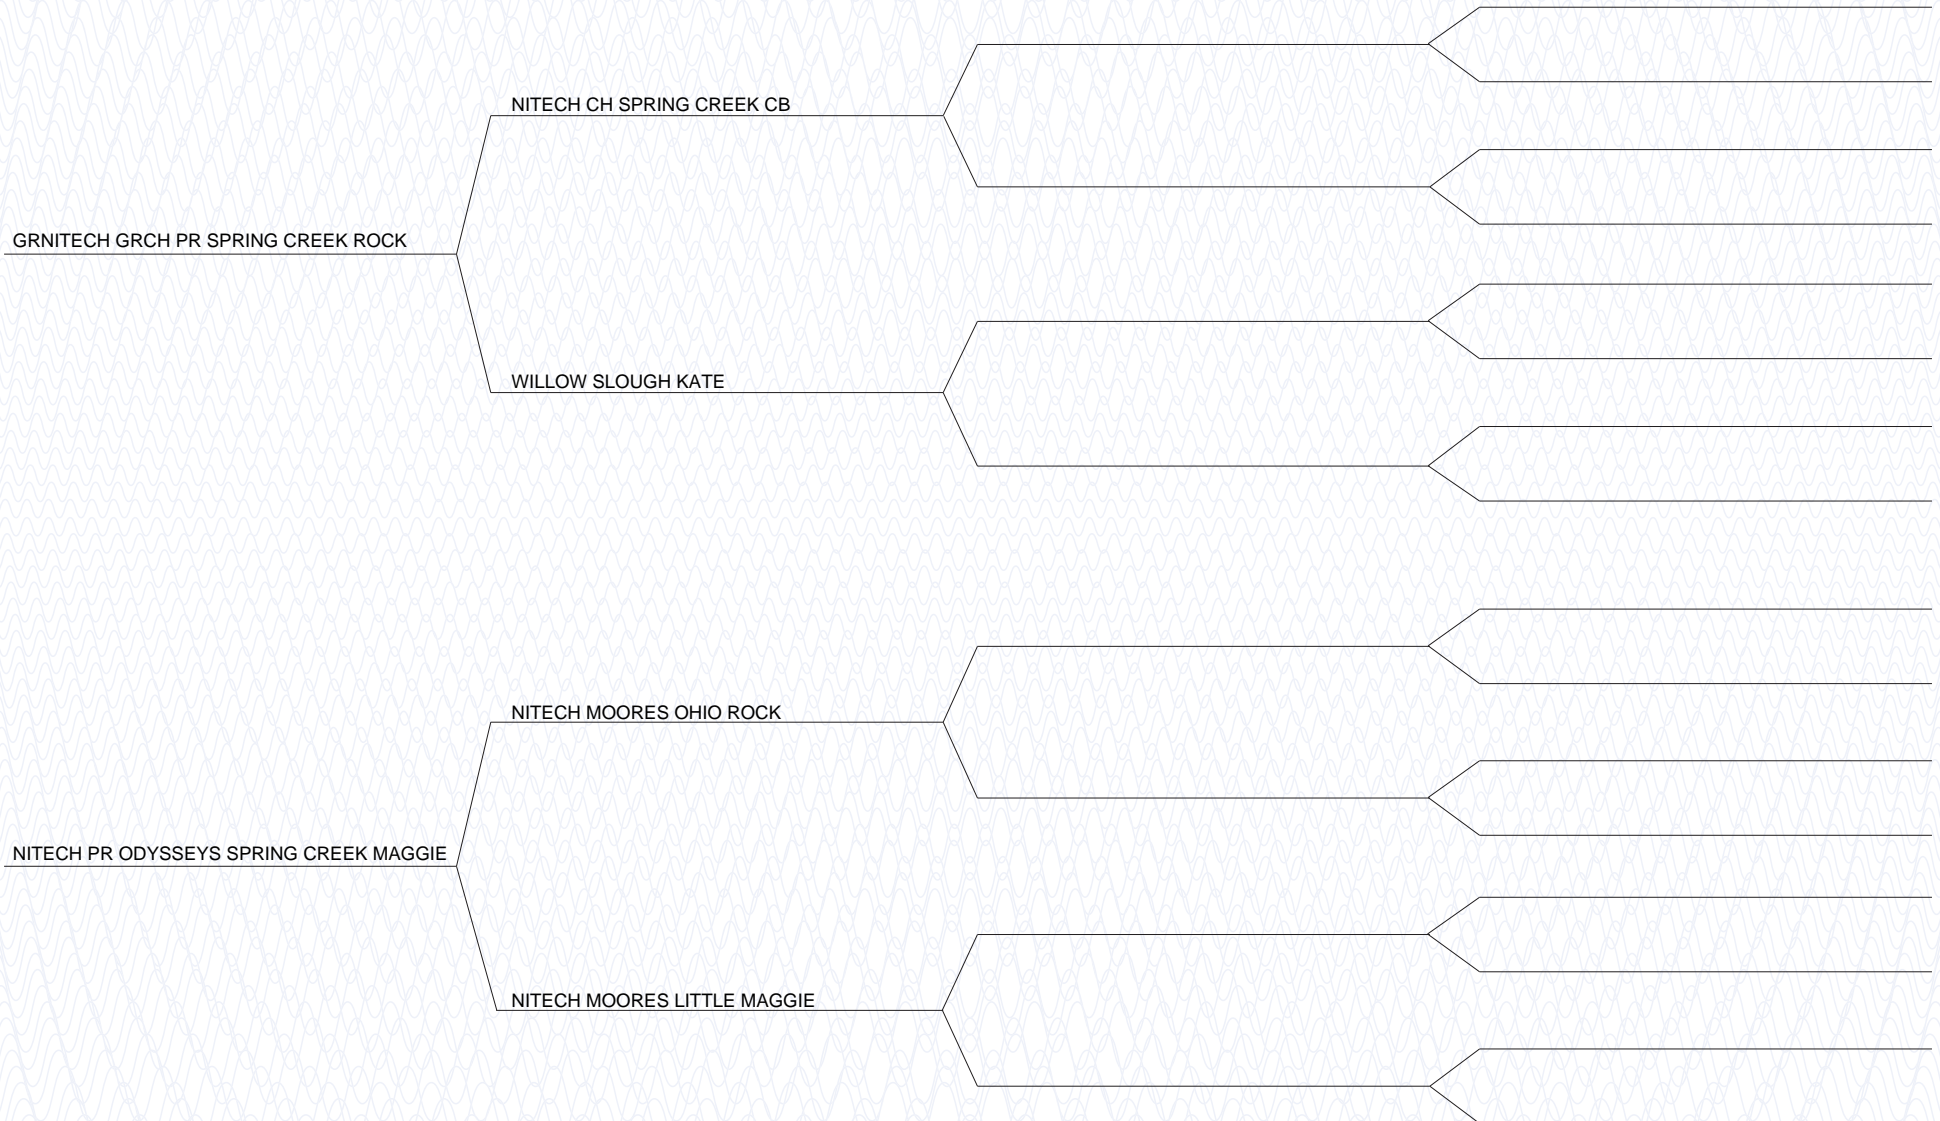 NITECH CH SPRING CREEK CB
GRNITECH GRCH PR SPRING CREEK ROCK
WILLOW SLOUGH KATE
NITECH MOORES OHIO ROCK
NITECH PR ODYSSEYS SPRING CREEK MAGGIE
NITECH MOORES LITTLE MAGGIE